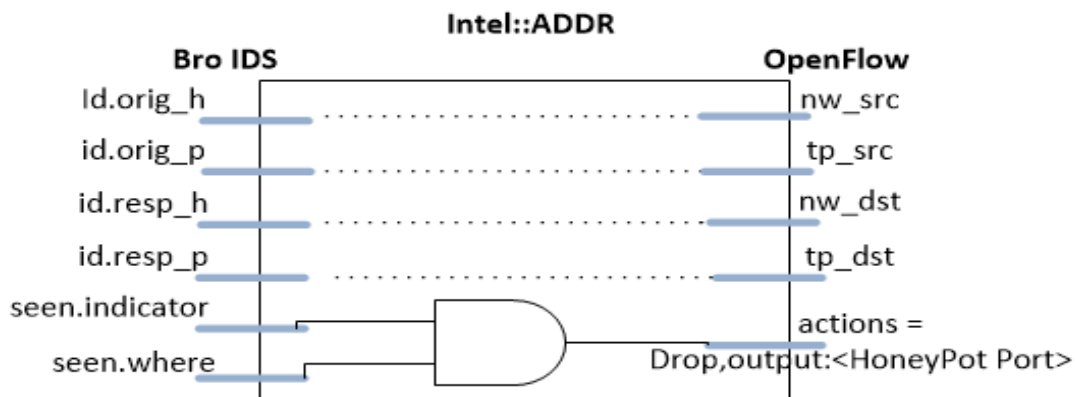 Intel::ADDR
Bro IDS
OpenFlow
Id.orig_h
nw_src
id.orig_p
tp_src
id.resp_h
nw_dst
id.resp_p
tp_dst
seen.indicator
actions =
seen.where
Drop,output:<HoneyPot Port>